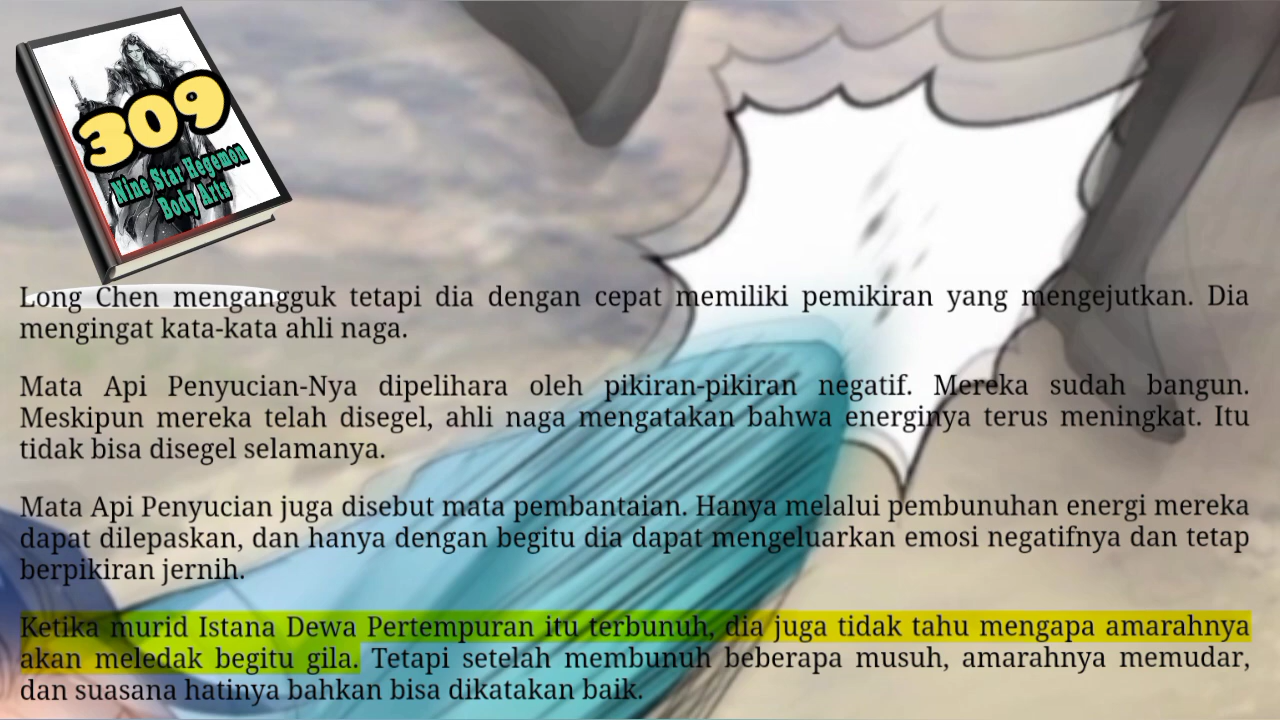 309
Nine Star Hegemon
Body Arts
Long Chen mengangguk tetapi dia dengan cepat memiliki pemikiran yang mengejutkan. Dia
mengingat kata-kata ahli naga.
Mata Api Penyucian-Nya dipelihara oleh pikiran-pikiran negatif. Mereka sudah bangun.
Meskipun mereka telah disegel, ahli naga mengatakan bahwa energinya terus meningkat. Itu
tidak bisa disegel selamanya.
Mata Api Penyucian juga disebut mata pembantaian. Hanya melalui pembunuhan energi mereka
dapat dilepaskan, dan hanya dengan begitu dia dapat mengeluarkan emosi negatifnya dan tetap
berpikiran jernih.
Ketika murid Istana Dewa Pertempuran itu terbunuh, dia juga tidak tahu mengapa amarahnya
akan meledak begitu gila. Tetapi setelah membunuh beberapa musuh, amarahnya memudar,
dan suasana hatinya bahkan bisa dikatakan baik.